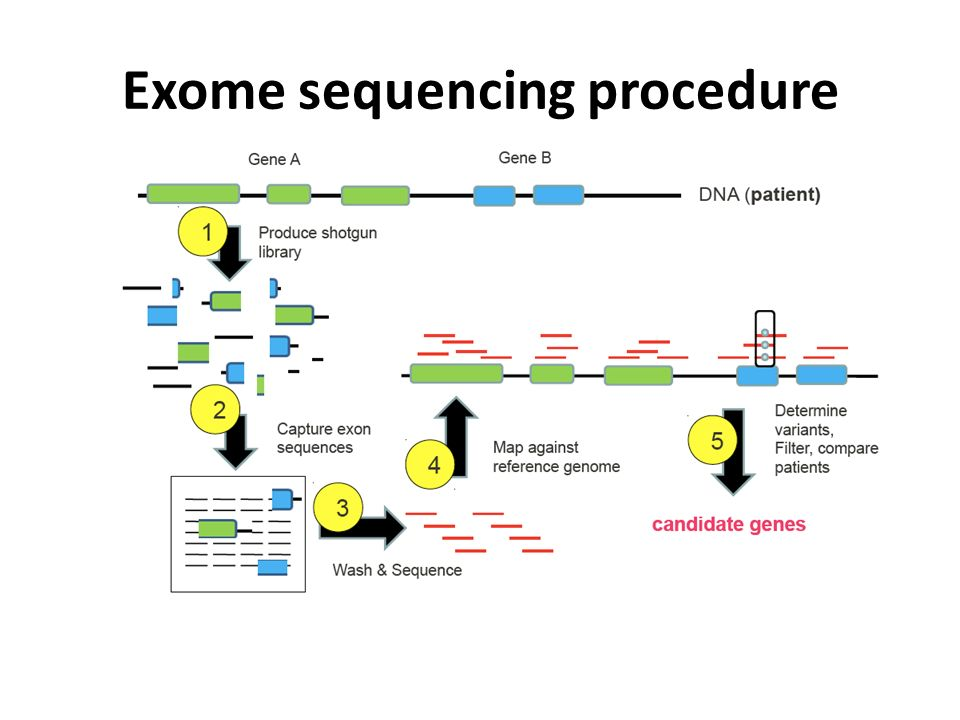 Exome sequencing procedure
Gene A
Gene B
DNA (patient)
1
Produce shotgun
library
2
Capture exon
sequences
3
Wash & Sequence
4
Map against
reference genome
5
Determine
variants,
Filter, compare
patients
candidate genes